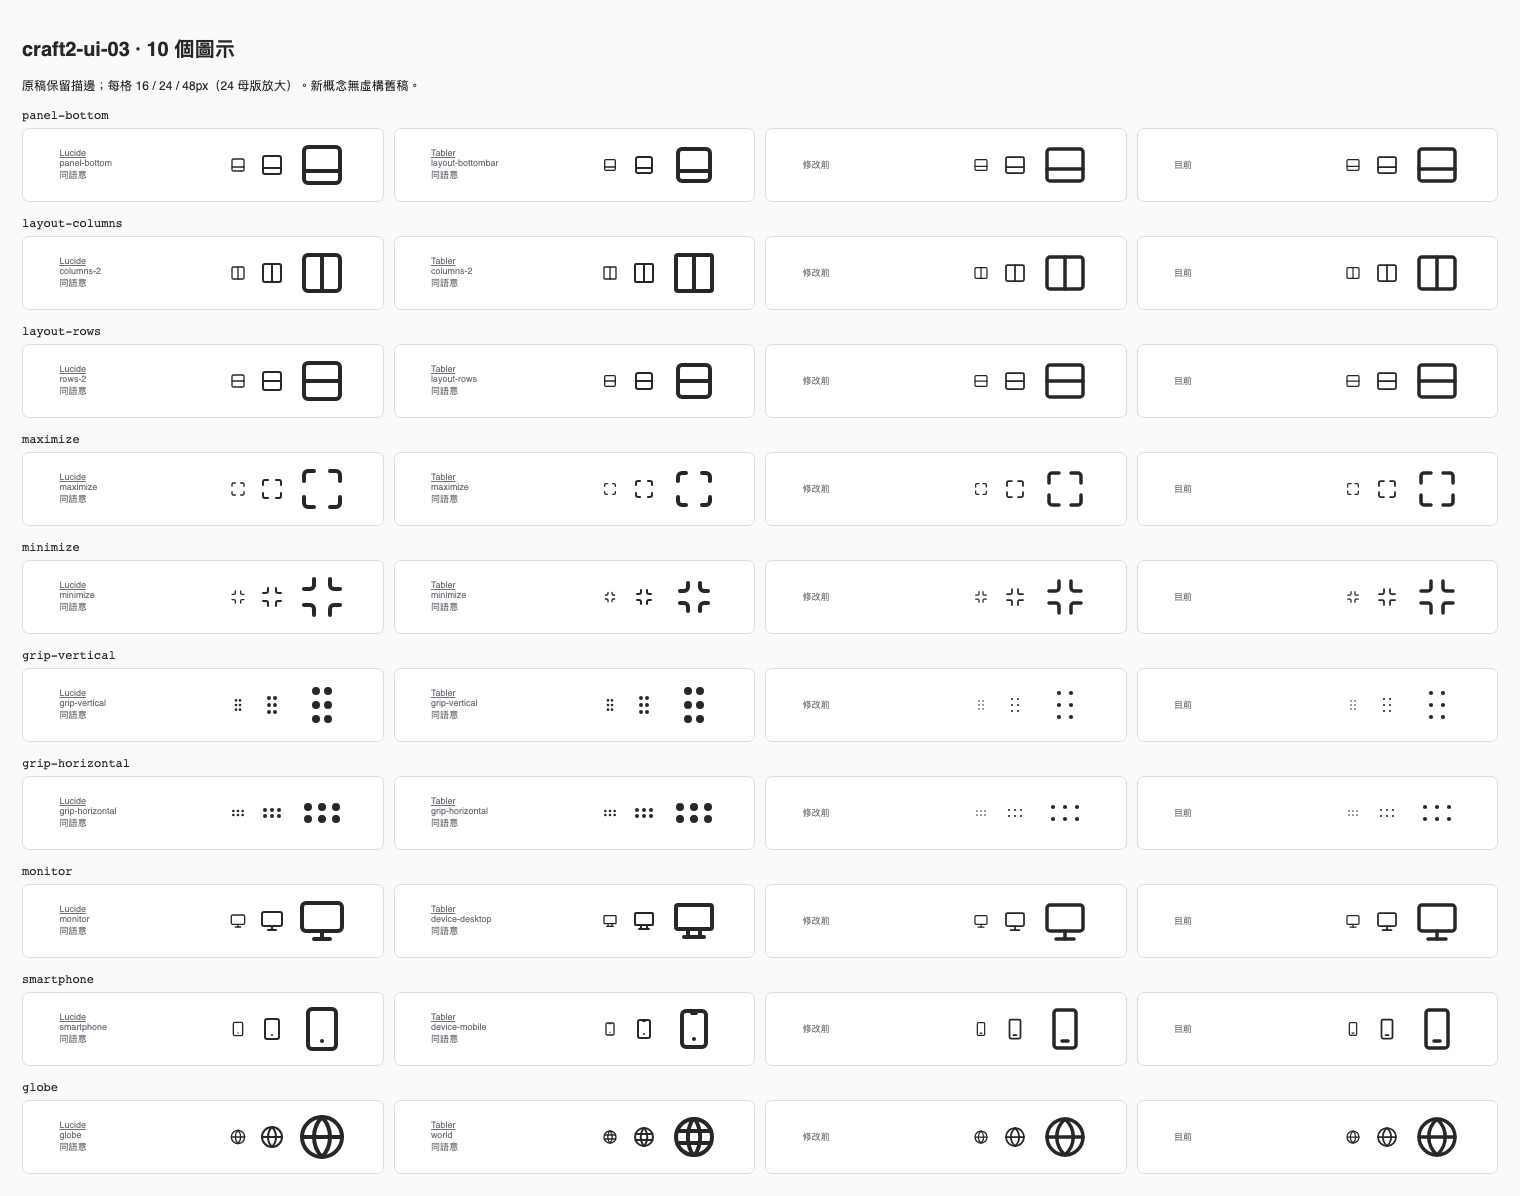 craft2-ui-03 · 10 個圖示
原稿保留描邊；每格 16 / 24 / 48px（24 母版放大）。新概念無虛構舊稿。
panel-bottom
Lucide
panel-bottom
同語意
Tabler
layout-bottombar
同語意
修改前
目前
layout-columns
Lucide
columns-2
同語意
Tabler
columns-2
同語意
修改前
目前
layout-rows
Lucide
rows-2
同語意
Tabler
layout-rows
同語意
修改前
目前
maximize
Lucide
maximize
同語意
Tabler
maximize
同語意
修改前
目前
minimize
Lucide
minimize
同語意
Tabler
minimize
同語意
修改前
目前
grip-vertical
Lucide
grip-vertical
同語意
Tabler
grip-vertical
同語意
修改前
目前
grip-horizontal
Lucide
grip-horizontal
同語意
Tabler
grip-horizontal
同語意
修改前
目前
monitor
Lucide
monitor
同語意
Tabler
device-desktop
同語意
修改前
目前
smartphone
Lucide
smartphone
同語意
Tabler
device-mobile
同語意
修改前
目前
globe
Lucide
globe
同語意
Tabler
world
同語意
修改前
目前